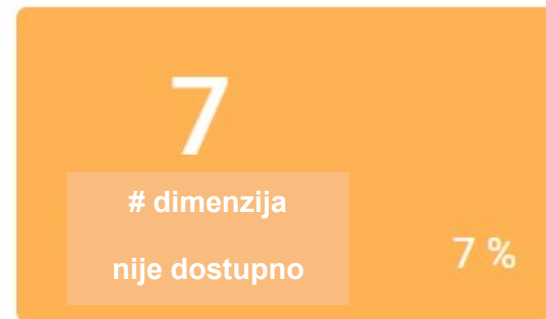 7
# dimenzija
nije dostupno
7 %